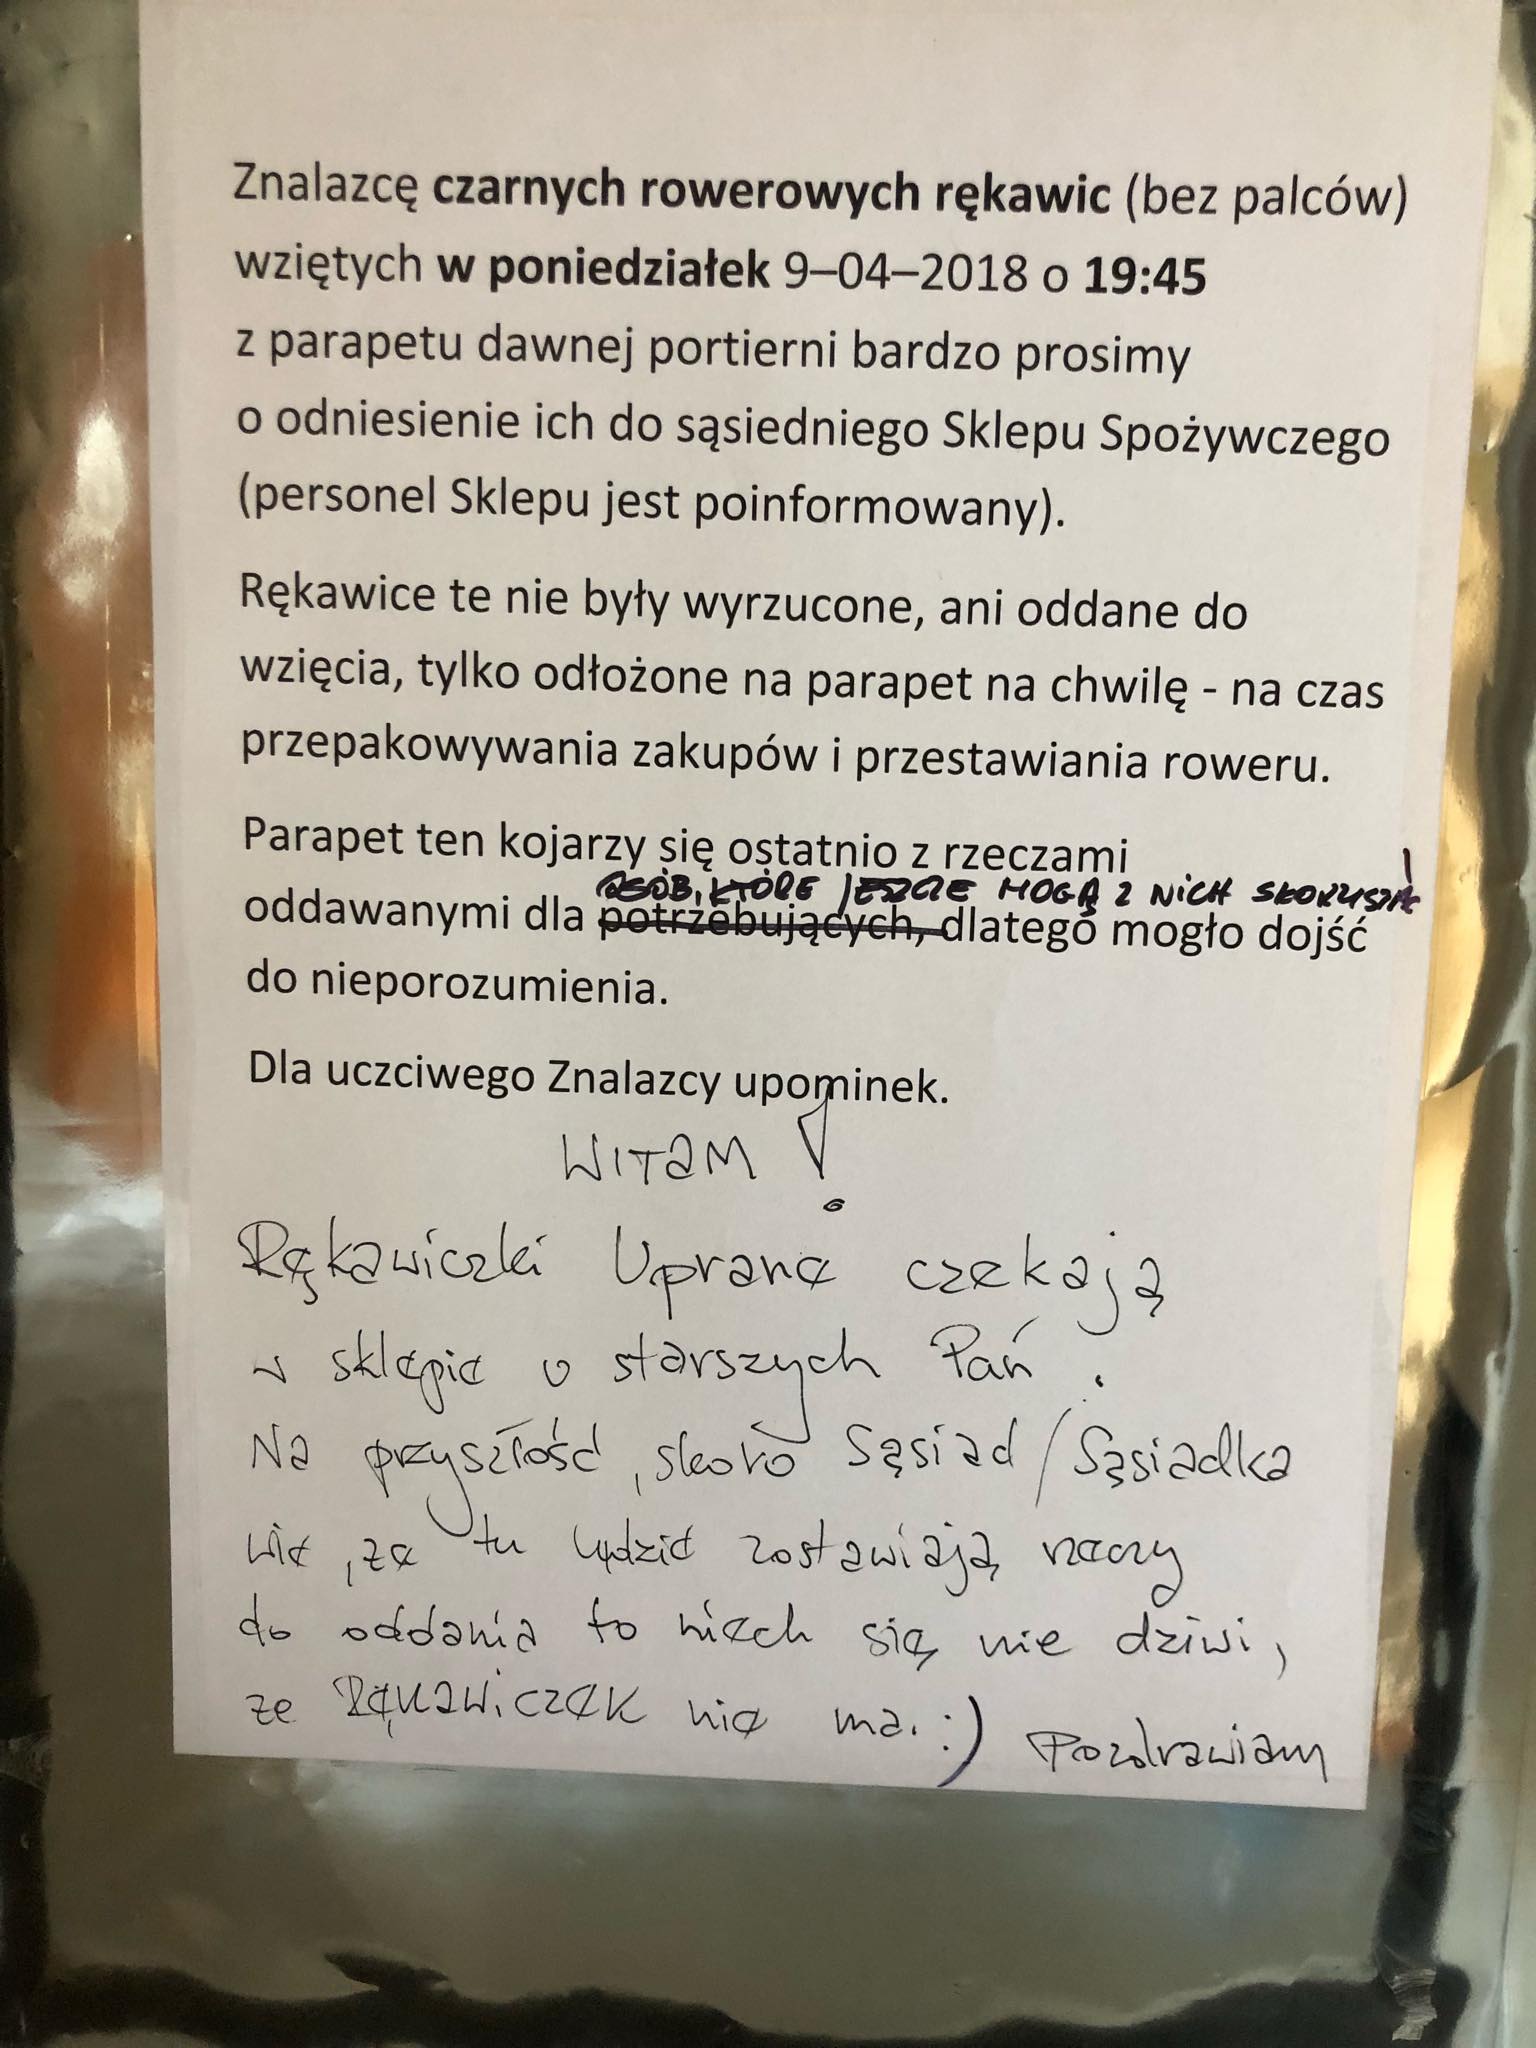 Znalazcę czarnych rowerowych rękawic (bez palców)
wziętych w poniedziałek 9–04–2018 o 19:45
z parapetu dawnej portierni bardzo prosimy
o odniesienie ich do sąsiedniego Sklepu Spożywczego
(personel Sklepu jest poinformowany).
Rękawice te nie były wyrzucone, ani oddane do
wzięcia, tylko odłożone na parapet na chwilę - na czas
przepakowywania zakupów i przestawiania roweru.
Parapet ten kojarzy się ostatnio z rzeczami
OSÓB, KTÓRE JESZCZE MOGĄ Z NICH SKORZYSTAĆ!
oddawanymi dla potrzebujących, dlatego mogło dojść
do nieporozumienia.
Dla uczciwego Znalazcy upominek.
WITAM!
Rękawiczki Uprane czekają
w sklepie u starszych Pań.
Na przyszłość, skoro Sąsiad/Sąsiadka
wie, że tu ludzie zostawiają rzeczy
do oddania to niech się nie dziwi,
ze Rękawiczek nie ma. :) Pozdrawiam